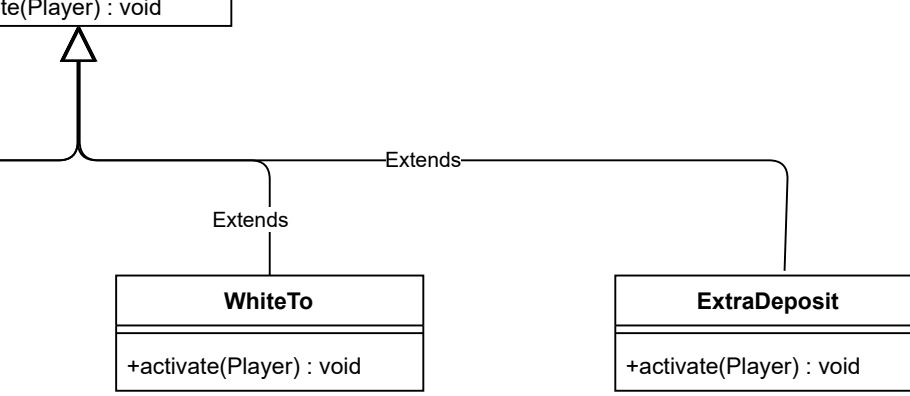 te(Player) : void
Extends
Extends
WhiteTo
ExtraDeposit
+activate(Player) : void
+activate(Player) : void